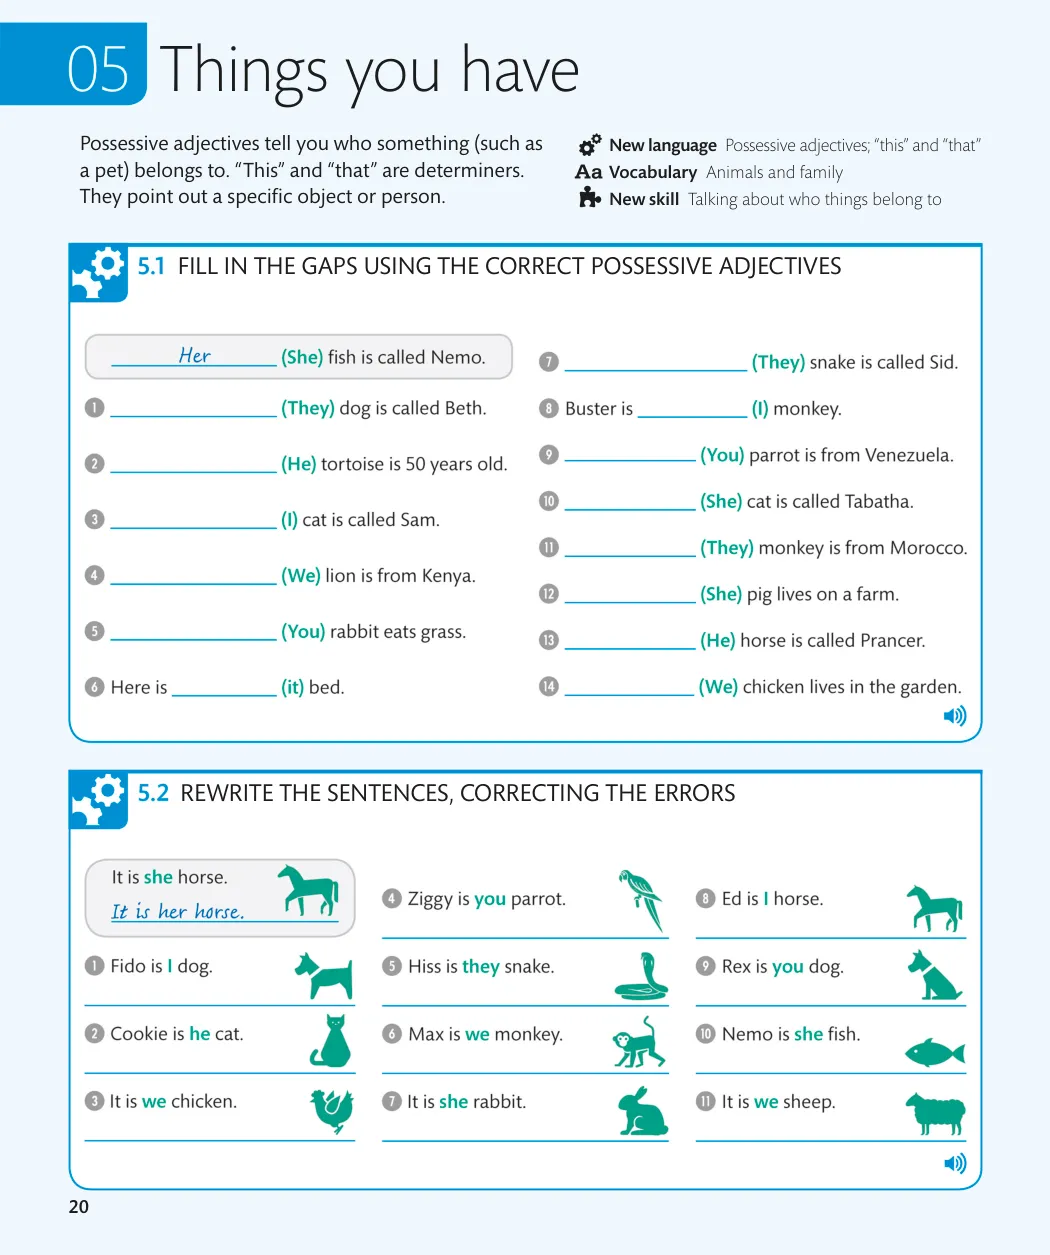 05 Things you have
Possessive adjectives tell you who something (such as
a pet) belongs to. “This” and “that” are determiners.
They point out a specific object or person.
New language Possessive adjectives; “this” and “that”
Aa Vocabulary Animals and family
New skill Talking about who things belong to
5.1 FILL IN THE GAPS USING THE CORRECT POSSESSIVE ADJECTIVES
Her (She) fish is called Nemo.
1 (They) dog is called Beth.
2 (He) tortoise is 50 years old.
3 (I) cat is called Sam.
4 (We) lion is from Kenya.
5 (You) rabbit eats grass.
6 Here is (it) bed.
7 (They) snake is called Sid.
8 Buster is (I) monkey.
9 (You) parrot is from Venezuela.
10 (She) cat is called Tabatha.
11 (They) monkey is from Morocco.
12 (She) pig lives on a farm.
13 (He) horse is called Prancer.
14 (We) chicken lives in the garden.
5.2 REWRITE THE SENTENCES, CORRECTING THE ERRORS
It is she horse.
It is her horse.
1 Fido is I dog.
2 Cookie is he cat.
3 It is we chicken.
4 Ziggy is you parrot.
5 Hiss is they snake.
6 Max is we monkey.
7 It is she rabbit.
8 Ed is I horse.
9 Rex is you dog.
10 Nemo is she fish.
11 It is we sheep.
20